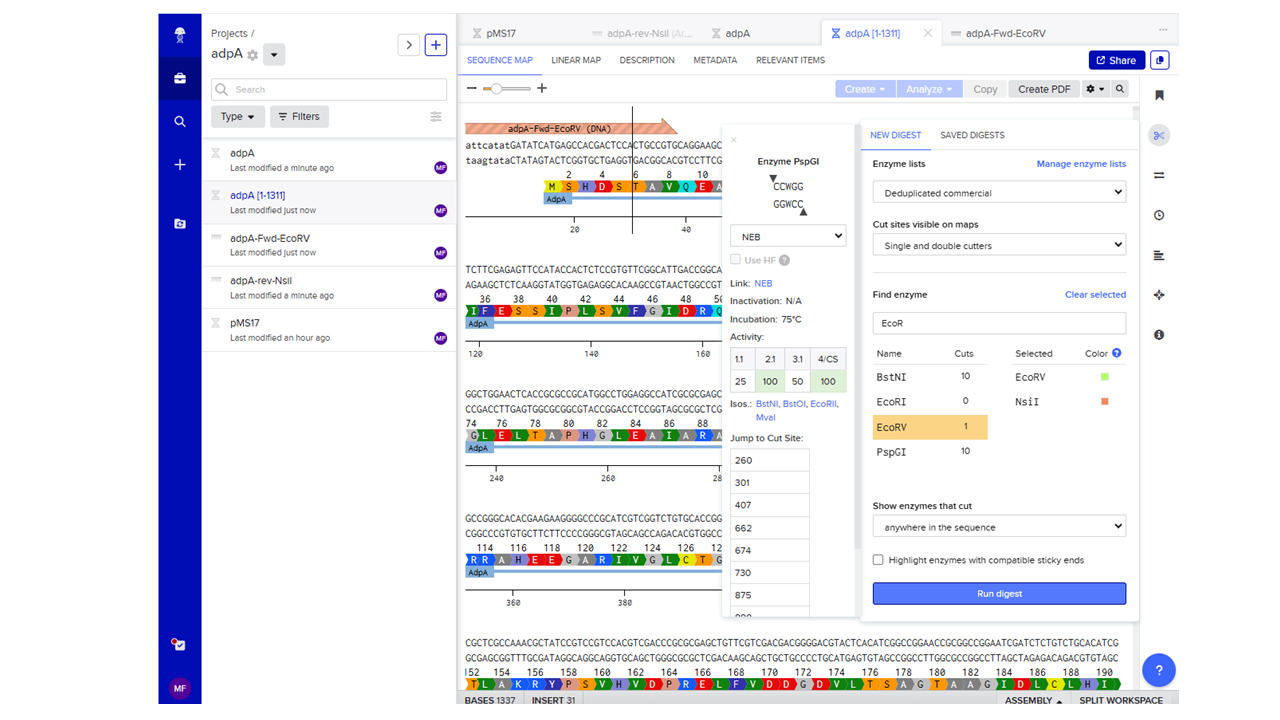 Projects /
adpA
Search
Type
Filters
adpA
Last modified a minute ago
MF
adpA [1-1311]
Last modified just now
MF
adpA-Fwd-EcoRV
Last modified just now
MF
adpA-rev-NsiI
Last modified a minute ago
MF
pMS17
Last modified an hour ago
MF
MF
pMS17
adpA-rev-NsiI (Ar...
adpA
adpA [1-1311]
adpA-Fwd-EcoRV
SEQUENCE MAP
LINEAR MAP
DESCRIPTION
METADATA
RELEVANT ITEMS
Share
Create
Analyze
Copy
Create PDF
adpA-Fwd-EcoRV (DNA)
attcatatGATATCATGAGCCACGACTCCACTGCCGTGCAGGAAGC
taagtataCTATAGTACTCGGTGCTGAGGTGACGGCACGTCCTTCG
2 4 6 8 10
M S H D S T A V Q E A
AdpA
20 40
TCTTCGAGAGTTCCATACCACTCTCCGTGTTCGGCATTGACCGGCA
AGAAGCTCTCAAGGTATGGTGAGAGGCACAAGCCGTAACTGGCCGT
36 38 40 42 44 46 48 50
I F E S S I P L S V F G I D R Q
AdpA
120 140 160
GGCTGGAACTCACCGCGCCGCATGGCCTGGAGGCCATCGCGCGAGC
CCGACCTTGAGTGGCGCGGCGTACCGGACCTCCGGTAGCGCGCTCG
74 76 78 80 82 84 86 88
G L E L T A P H G L E A I A R A
AdpA
240 260 28
GCCGGGCACACGAAGAAGGGGCCCGCATCGTCGGTCTGTGCACCGG
CGGCCCGTGTGCTTCTTCCCCGGGCGTAGCAGCCAGACACGTGGCC
114 116 118 120 122 124 126 12
R R A H E E G A R I V G L C T G
AdpA
360 380
CGCTCGCCAAACGCTATCCGTCCGTCCACGTCGACCCGCGCGAGCTGTTCGTCGACGACGGGGACGTACTCACATCGGCCGGAACCGCGGCCGGAATCGATCTCTGTCTGCACATCG
GCGAGCGGTTTGCGATAGGCAGGCAGGTGCAGCTGGGCGCGCTCGACAAGCAGCTGCTGCCCCTGCATGAGTGTAGCCGGCCTTGGCGCCGGCCTTAGCTAGAGACAGACGTGTAGC
152 154 156 158 160 162 164 166 168 170 172 174 176 178 180 182 184 186 188 190
T L A K R Y P S V H V D P R E L F V D D G D V L T S A G T A A G I D L C L H I
BASES 1337
INSERT 31
ASSEMBLY
SPLIT WORKSPACE
Enzyme PspGI
CCWGG
GGWCC
NEB
Use HF ?
Link: NEB
Inactivation: N/A
Incubation: 75°C
Activity:
1.1 2.1 3.1 4/CS
25 100 50 100
Isos.: BstNI, BstOI, EcoRII,
MvaI
Jump to Cut Site:
260
301
407
662
674
730
875
NEW DIGEST
SAVED DIGESTS
Enzyme lists
Manage enzyme lists
Deduplicated commercial
Cut sites visible on maps
Single and double cutters
Find enzyme
Clear selected
EcoR
Name Cuts Selected Color ?
BstNI 10 EcoRV
EcoRI 0 NsiI
EcoRV 1
PspGI 10
Show enzymes that cut
anywhere in the sequence
Highlight enzymes with compatible sticky ends
Run digest
?